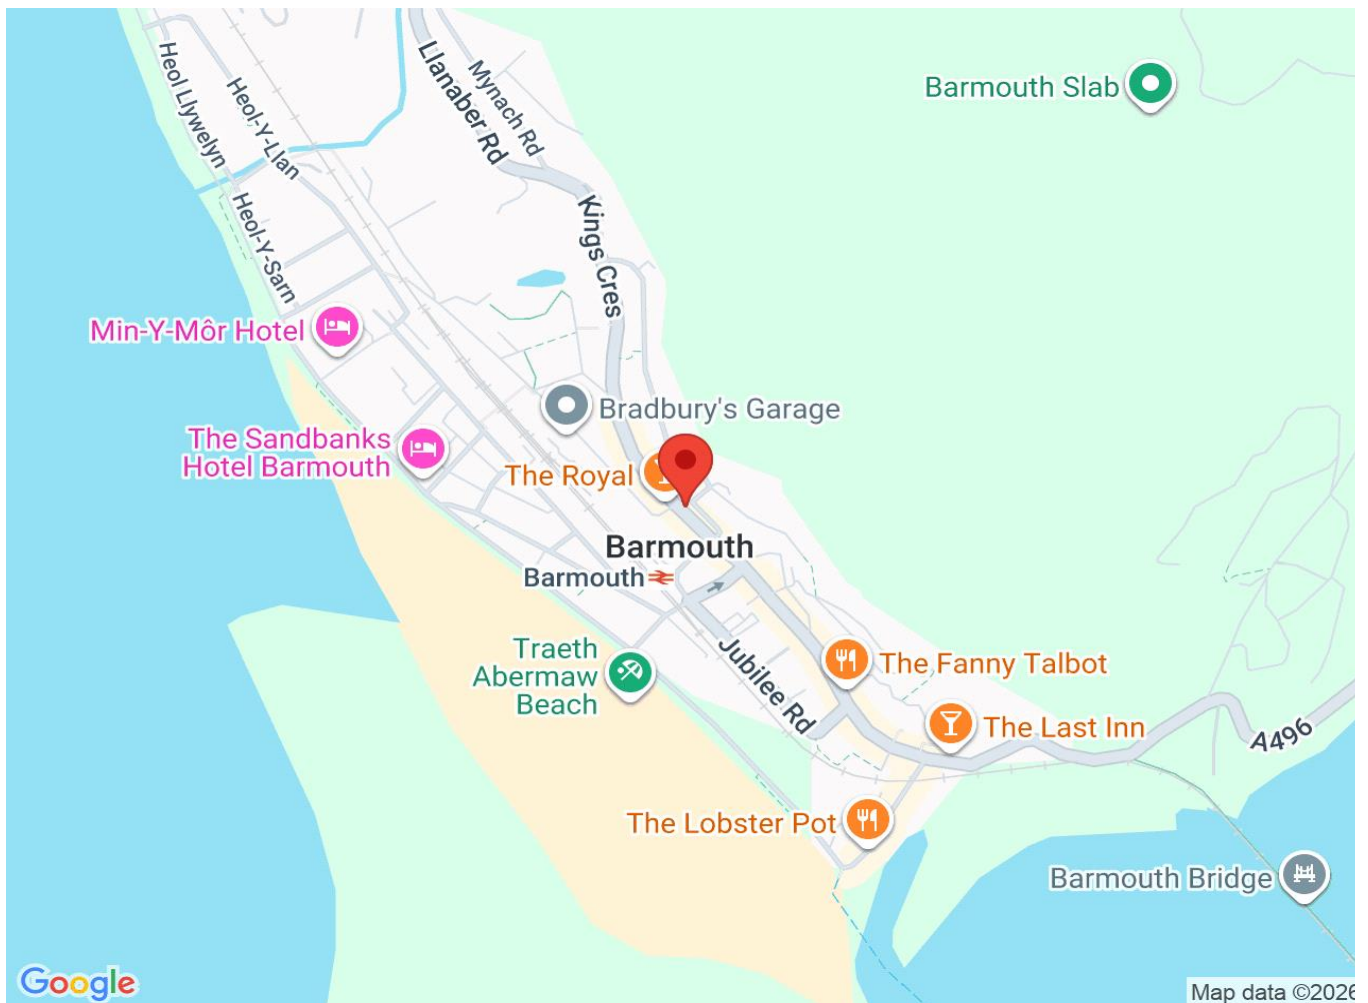 Heol Llywelyn
Heol-Y-Llan
Llanaber Rd
Mynach Rd
Barmouth Slab
Heol-Y-Sarn
Kings Cres
Min-Y-Môr Hotel
Bradbury's Garage
The Sandbanks
Hotel Barmouth
The Royal
Barmouth
Barmouth
Traeth
Abermaw
Beach
Jubilee Rd
The Fanny Talbot
The Last Inn
A496
The Lobster Pot
Barmouth Bridge
Google
Map data ©2026